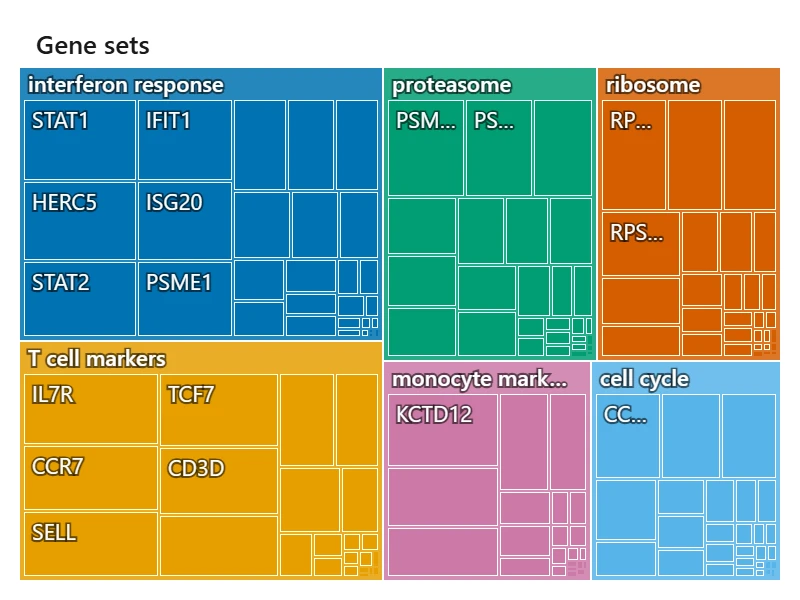 Gene sets
interferon response
STAT1
IFIT1
HERC5
ISG20
STAT2
PSME1
proteasome
PSM...
PS...
ribosome
RP...
RPS...
T cell markers
IL7R
TCF7
CCR7
CD3D
SELL
monocyte mark...
KCTD12
cell cycle
CC...